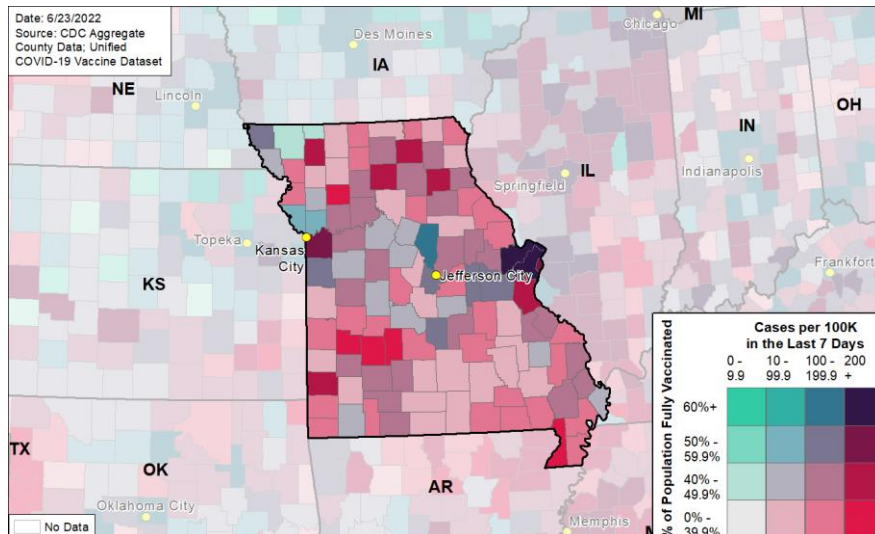 Date: 6/23/2022
Source: CDC Aggregate
County Data; Unified
COVID-19 Vaccine Dataset
MI
Chicago
Des Moines
IA
NE
Lincoln
OH
IN
IL
Indianapolis
Springfield
Topeka
Kansas
City
Jefferson City
Frankfort
KS
Cases per 100K
in the Last 7 Days
0 -
9.9
10 -
99.9
100 -
199.9
200
+
% of Population Fully Vaccinated
60%+
50% -
59.9%
40% -
49.9%
0% -
39.9%
TX
OK
AR
Oklahoma City
Memphis
No Data